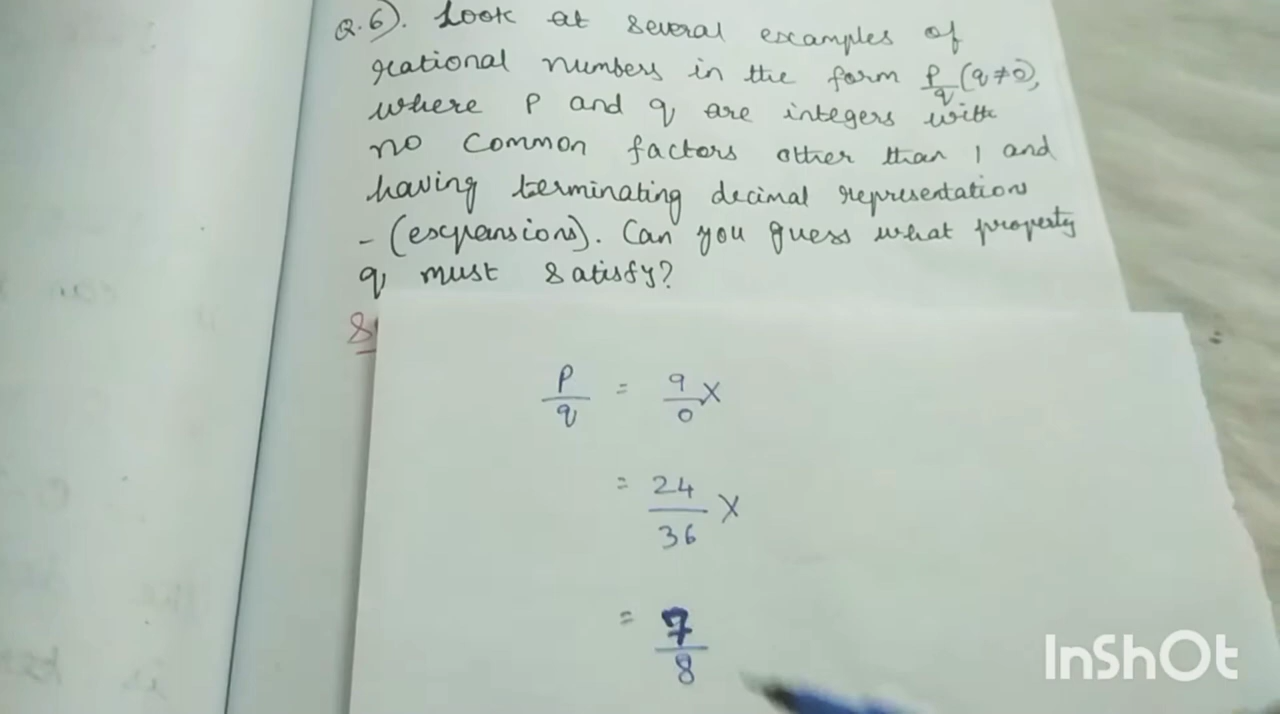 Q.6). Look at several examples of
rational numbers in the form p/q (q≠0),
where p and q are integers with
no common factors other than 1 and
having terminating decimal representation
- (expansions). Can you guess what property
q must satisfy?
p/q = 9/0 X
= 24/36 X
= 7/8
InShOt